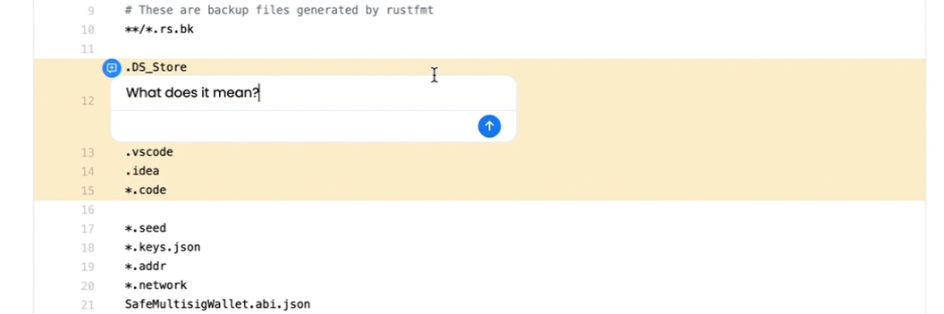 9 # These are backup files generated by rustfmt
10 **/*.rs.bk
11
.DS_Store
12 What does it mean?
13 .vscode
14 .idea
15 *.code
16
17 *.seed
18 *.keys.json
19 *.addr
20 *.network
21 SafeMultisigWallet.abi.json